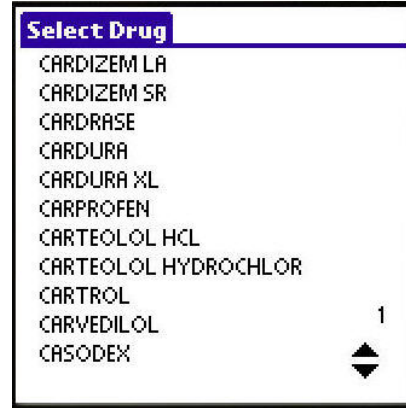 Select Drug
CARDIZEM LA
CARDIZEM SR
CARDRASE
CARDURA
CARDURA XL
CARPROFEN
CARTEOLOL HCL
CARTEOLOL HYDROCHLOR
CARTROL
CARVEDILOL
1
CASODEX